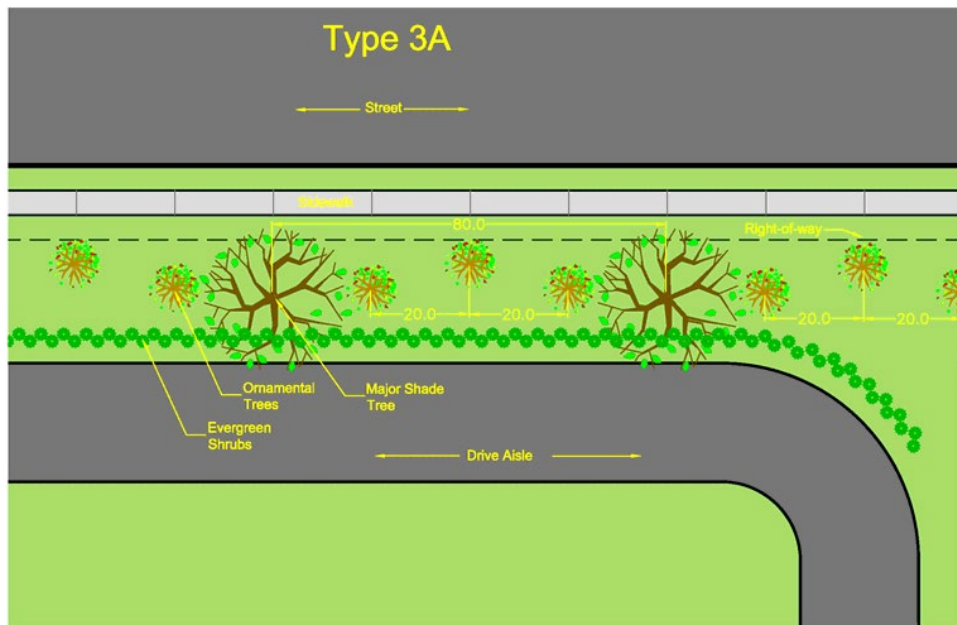 Type 3A
Street
Sidewalk
80.0
Right-of-way
20.0
20.0
20.0
20.0
Ornamental
Trees
Major Shade
Tree
Evergreen
Shrubs
Drive Aisle